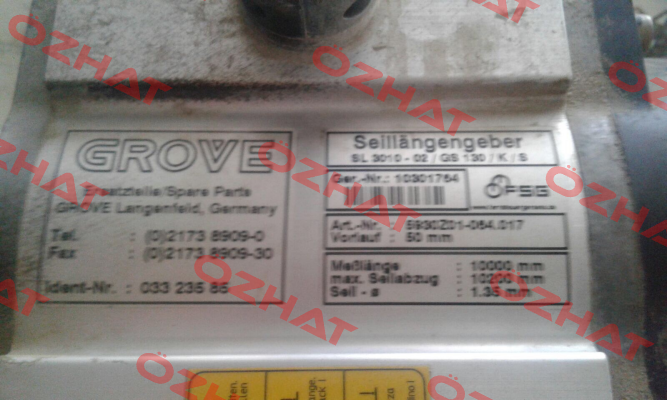 GROVE
Ersatzteile/Spare Parts
GROVE Langenfeld, Germany
Tel. : (0)2173 8909-0
Fax : (0)2173 8909-30
Ident-Nr. : 033 235 85
Seillängengeber
SL 3010 - 02 / GS 130 / K / S
Ger.-Nr.: 10301764
FSG
Art.-Nr. : 5930Z01-064.017
Vorlauf : 50 mm
Meßlänge : 10000 mm
max. Seilabzug : 10200 mm
Seil - ø : 1.35 mm
OZHAT
OZHAT
OZHAT
OZHAT
OZHAT
OZHAT
OZHAT
OZHAT